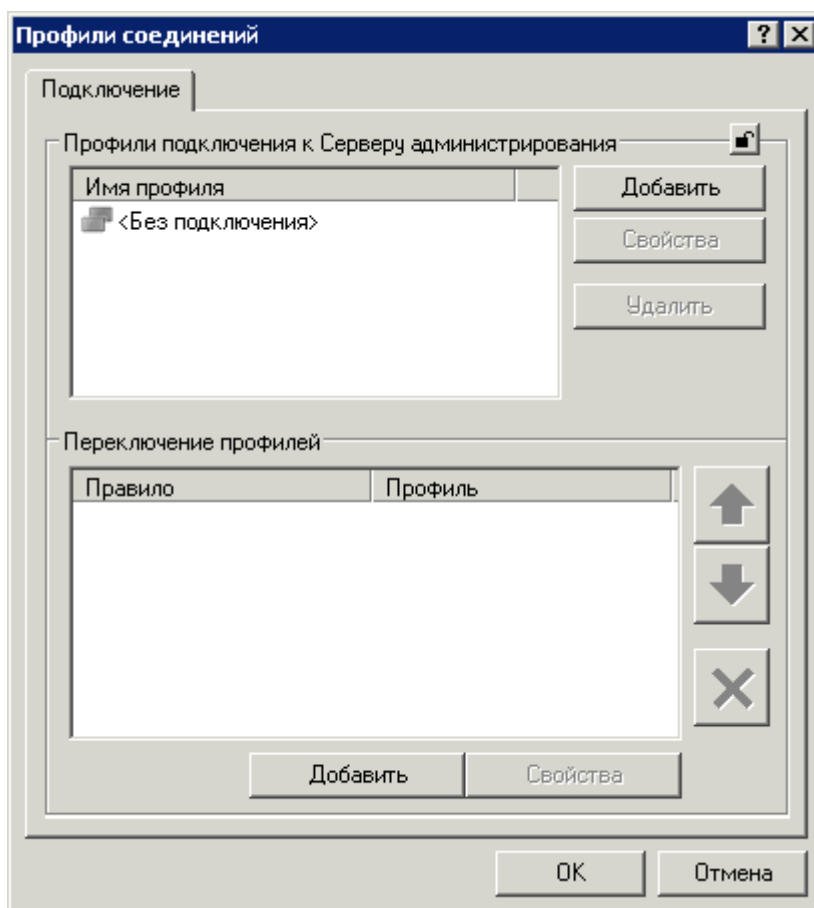 Профили соединений
Подключение
Профили подключения к Серверу администрирования
Имя профиля
<Без подключения>
Добавить
Свойства
Удалить
Переключение профилей
Правило Профиль
Добавить Свойства
OK Отмена